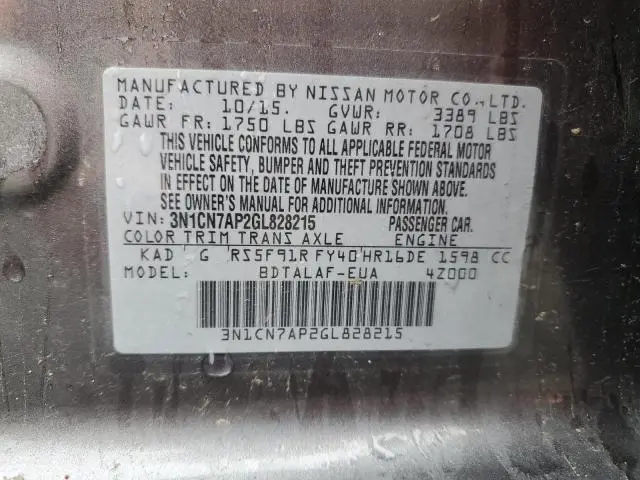 MANUFACTURED BY NISSAN MOTOR CO., LTD.
DATE: 10/15. GVWR: 3389 LBS
GAWR FR: 1750 LBS GAWR RR: 1708 LBS
THIS VEHICLE CONFORMS TO ALL APPLICABLE FEDERAL MOTOR
VEHICLE SAFETY, BUMPER AND THEFT PREVENTION STANDARDS
IN EFFECT ON THE DATE OF MANUFACTURE SHOWN ABOVE.
SEE OWNER'S MANUAL FOR ADDITIONAL INFORMATION.
VIN: 3N1CN7AP2GL828215 PASSENGER CAR.
COLOR TRIM TRANS AXLE ENGINE
KAD G RS5F91R FY40 HR16DE 1598 CC
MODEL: BDTALAF-EUA 4Z000
3N1CN7AP2GL828215